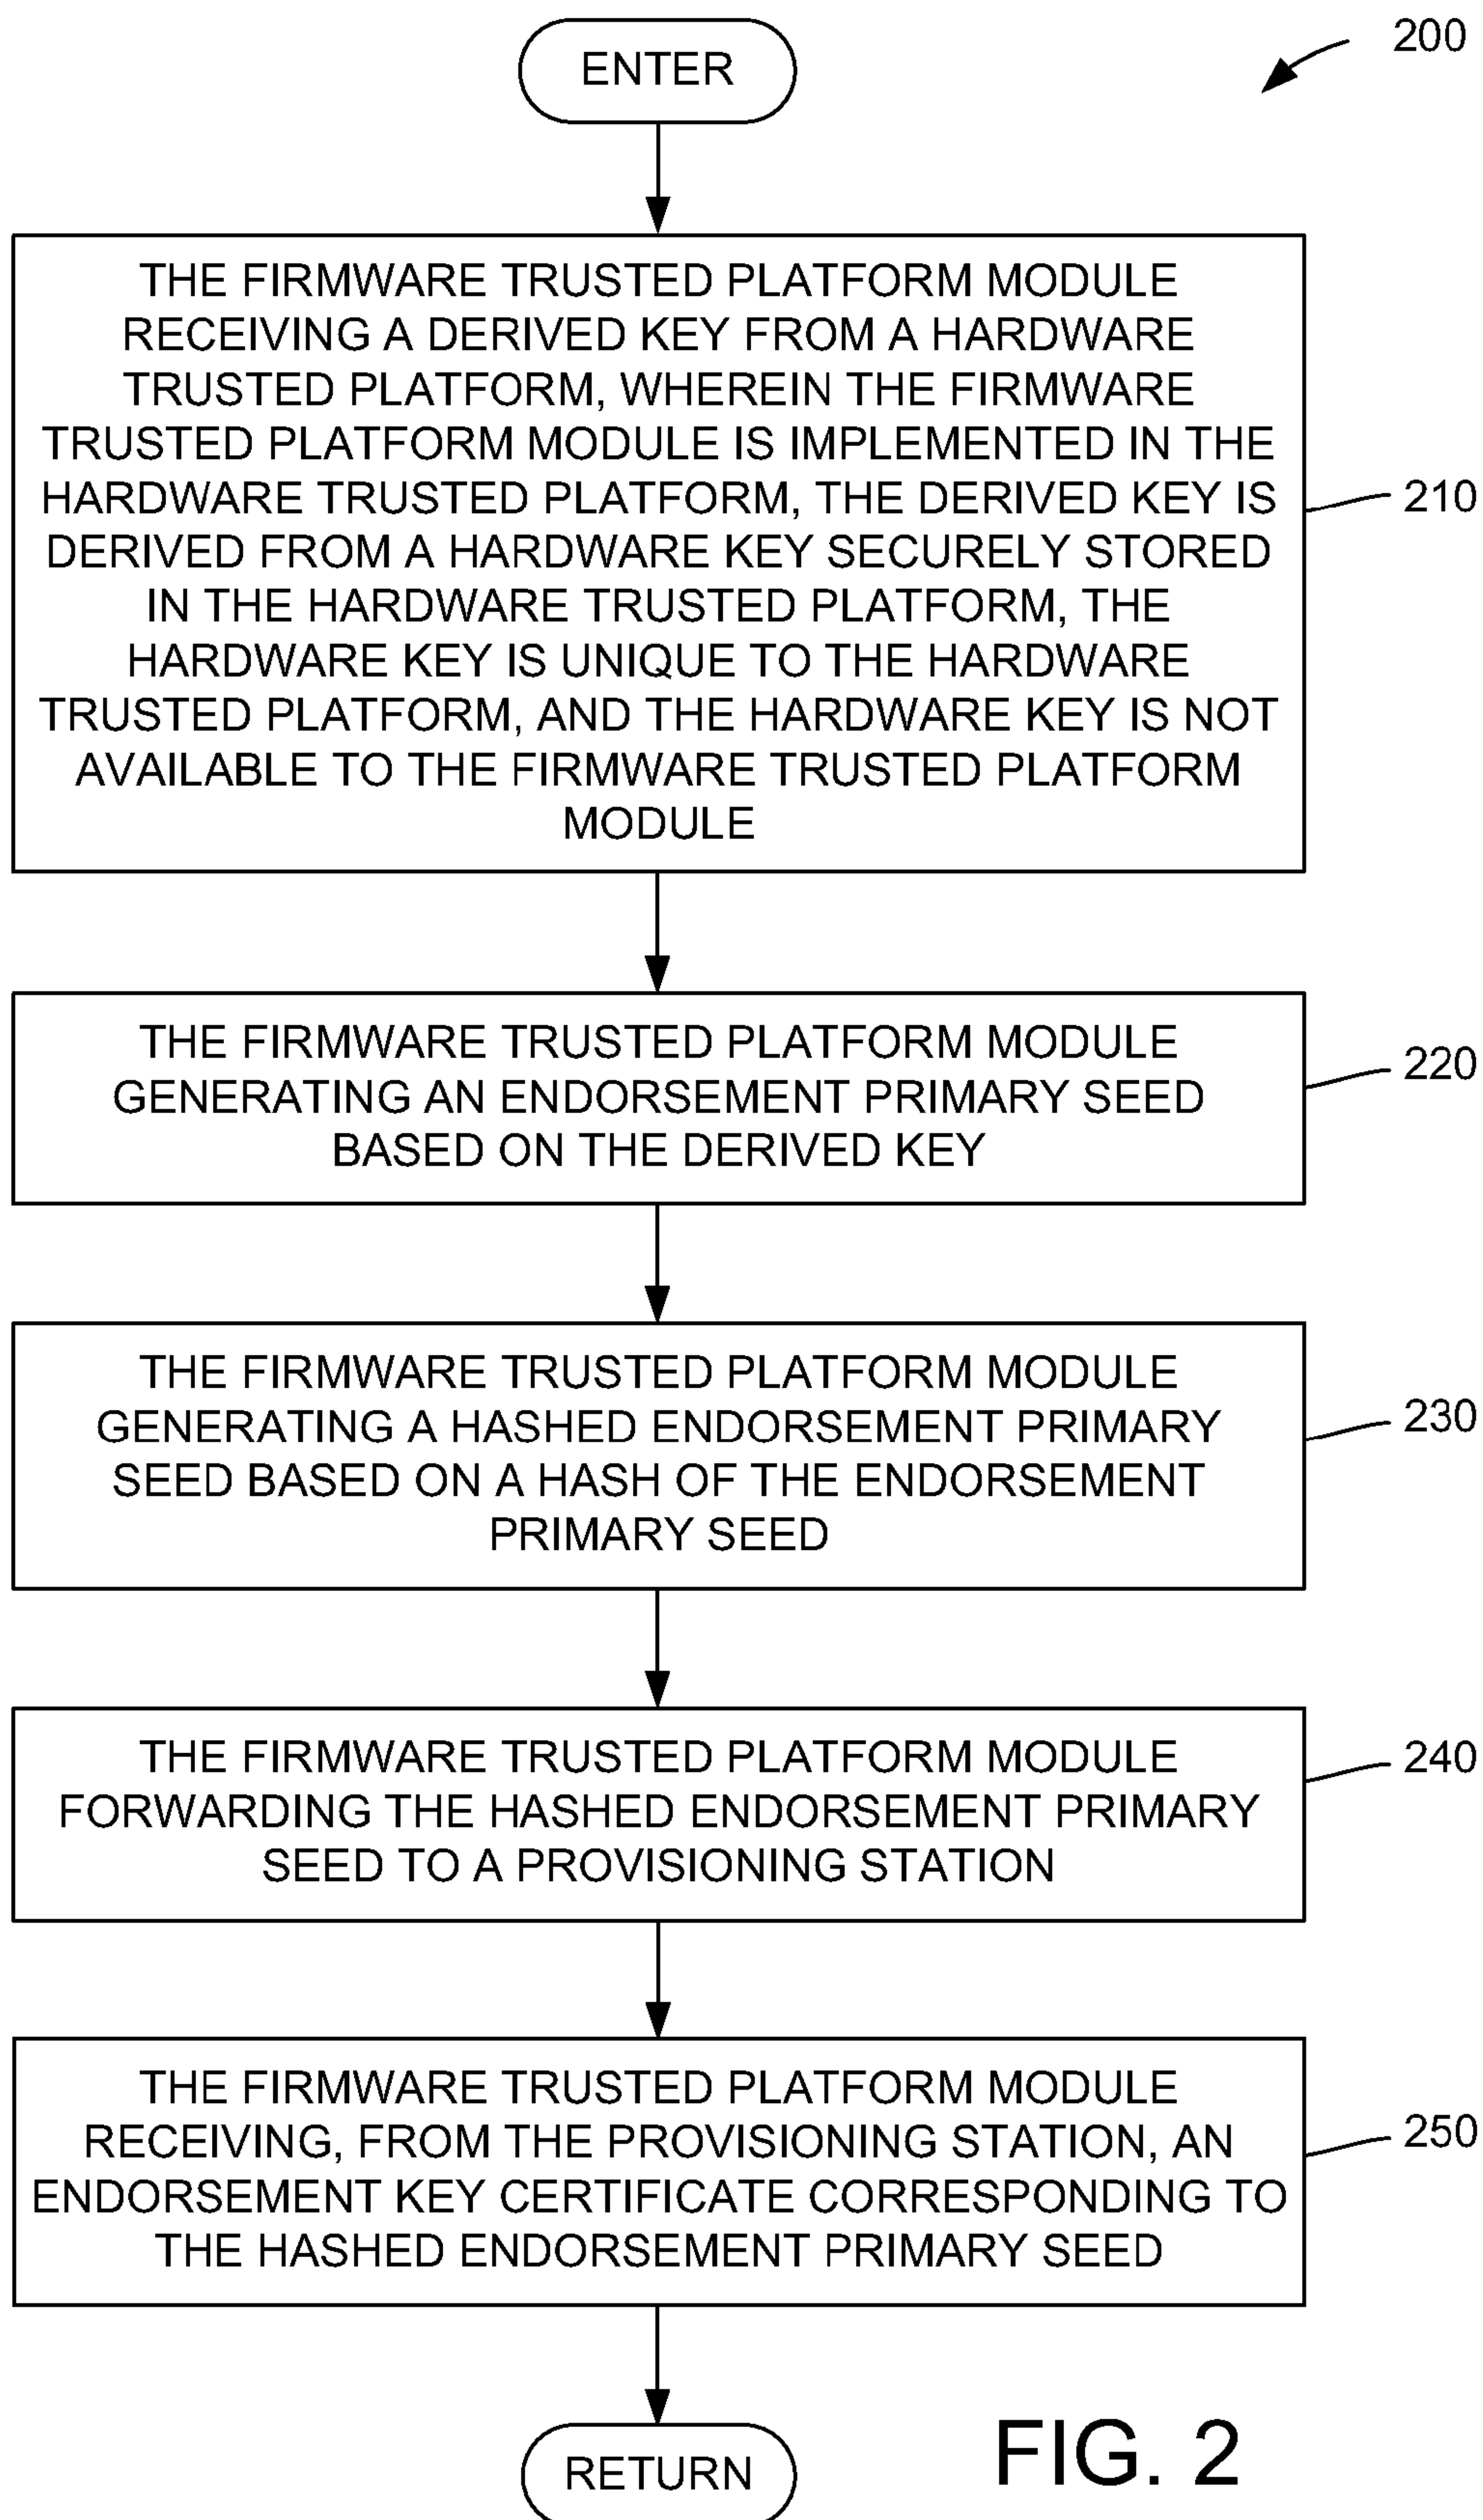 ENTER
200
THE FIRMWARE TRUSTED PLATFORM MODULE
RECEIVING A DERIVED KEY FROM A HARDWARE
TRUSTED PLATFORM, WHEREIN THE FIRMWARE
TRUSTED PLATFORM MODULE IS IMPLEMENTED IN THE
HARDWARE TRUSTED PLATFORM, THE DERIVED KEY IS
DERIVED FROM A HARDWARE KEY SECURELY STORED
IN THE HARDWARE TRUSTED PLATFORM, THE
HARDWARE KEY IS UNIQUE TO THE HARDWARE
TRUSTED PLATFORM, AND THE HARDWARE KEY IS NOT
AVAILABLE TO THE FIRMWARE TRUSTED PLATFORM
MODULE
210
THE FIRMWARE TRUSTED PLATFORM MODULE
GENERATING AN ENDORSEMENT PRIMARY SEED
BASED ON THE DERIVED KEY
220
THE FIRMWARE TRUSTED PLATFORM MODULE
GENERATING A HASHED ENDORSEMENT PRIMARY
SEED BASED ON A HASH OF THE ENDORSEMENT
PRIMARY SEED
230
THE FIRMWARE TRUSTED PLATFORM MODULE
FORWARDING THE HASHED ENDORSEMENT PRIMARY
SEED TO A PROVISIONING STATION
240
THE FIRMWARE TRUSTED PLATFORM MODULE
RECEIVING, FROM THE PROVISIONING STATION, AN
ENDORSEMENT KEY CERTIFICATE CORRESPONDING TO
THE HASHED ENDORSEMENT PRIMARY SEED
250
RETURN
FIG. 2